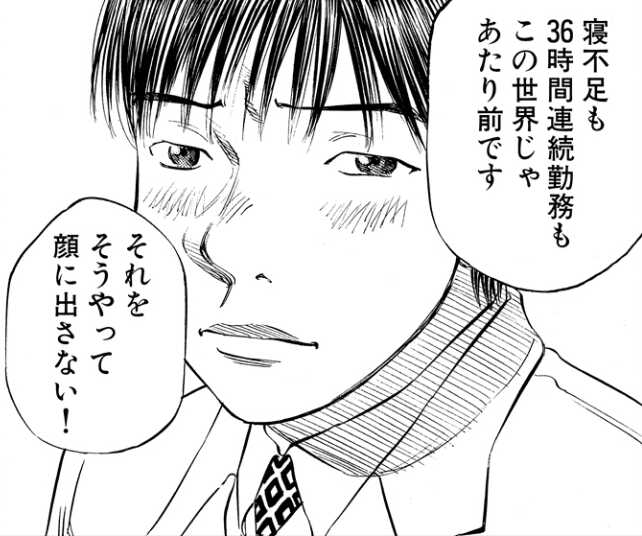 寝不足も
36時間連続勤務も
この世界じゃ
あたり前です
それを
そうやって
顔に出さない！